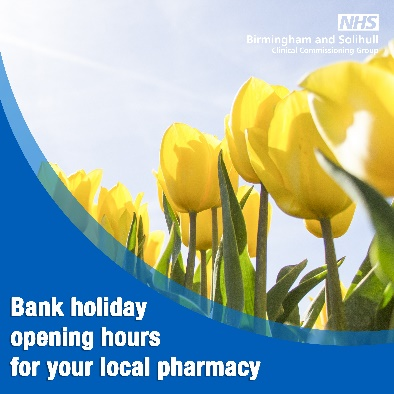 NHS
Birmingham and Solihull
Clinical Commissioning Group
Bank holiday
opening hours
for your local pharmacy